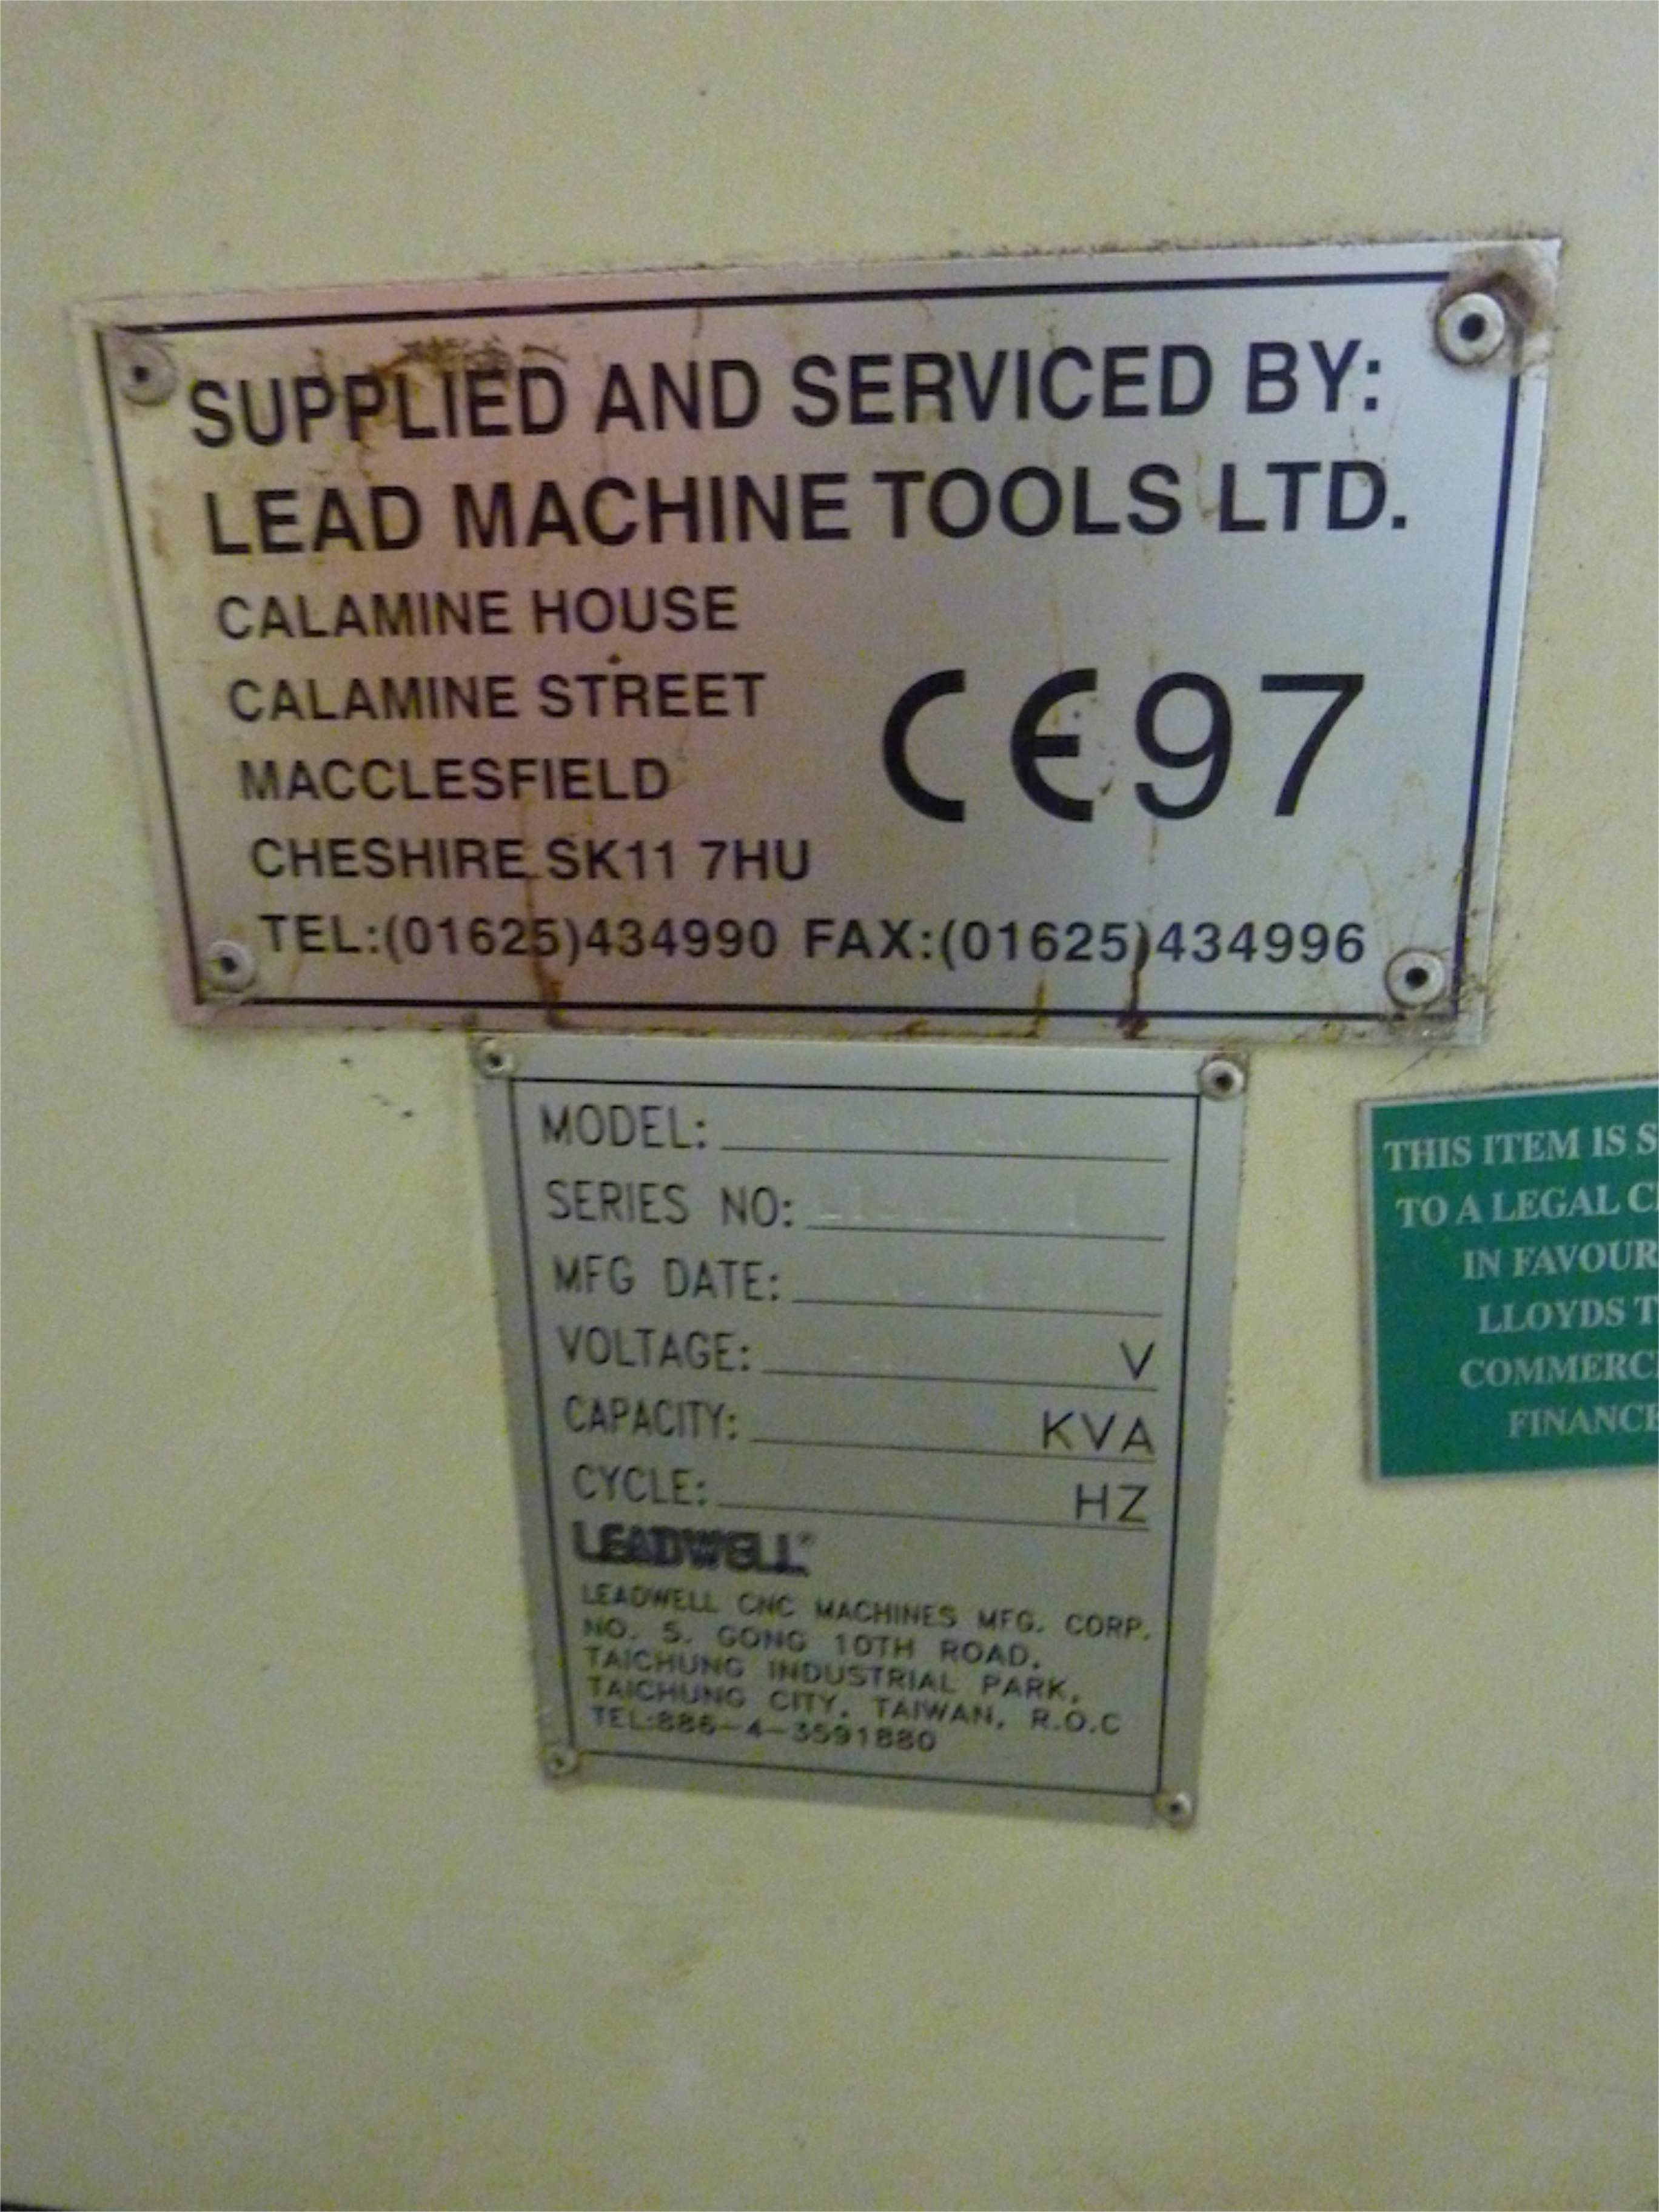 SUPPLIED AND SERVICED BY:
LEAD MACHINE TOOLS LTD.
CALAMINE HOUSE
CALAMINE STREET
MACCLESFIELD
CHESHIRE SK11 7HU
CE97
TEL:(01625)434990 FAX:(01625)434996
MODEL:
SERIES NO:
MFG DATE:
VOLTAGE: V
CAPACITY: KVA
CYCLE: HZ
LEADWELL®
LEADWELL CNC MACHINES MFG. CORP.
NO. 5. GONG 10TH ROAD.
TAICHUNG INDUSTRIAL PARK,
TAICHUNG CITY, TAIWAN, R.O.C
TEL:886-4-3591880
THIS ITEM IS S
TO A LEGAL C
IN FAVOUR
LLOYDS T
COMMERC
FINANCE